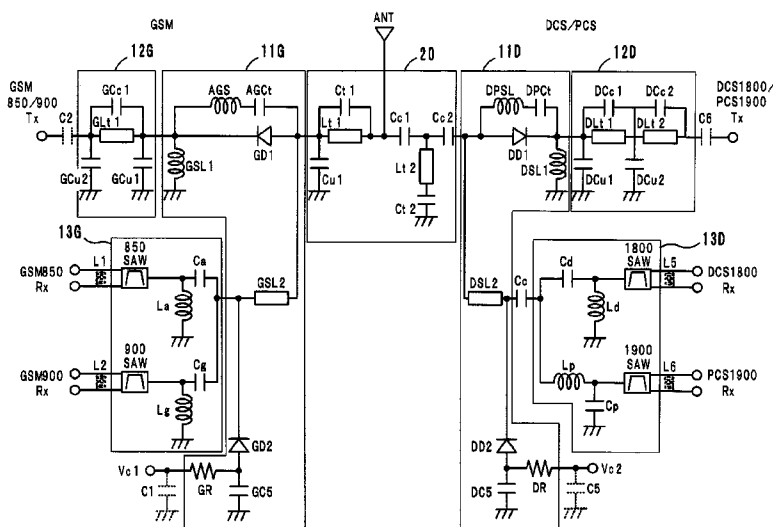 GSM
ANT
DCS/PCS
12G
11G
20
11D
12D
GSM
850/900
Tx
DCS1800/
PCS1900
Tx
C2
GCc1
GLt1
GCu2
GCu1
AGS
AGCt
GSL1
GD1
Ct1
Lt1
Cu1
Cc1
Cc2
Lt2
Ct2
DPSL
DPCt
DD1
DSL1
DCc1
DCc2
DLt1
DLt2
DCu1
DCu2
C6
13G
13D
GSM850
Rx
L1
850
SAW
Ca
La
GSL2
DSL2
Cc
Cd
Ld
1800
SAW
L5
DCS1800
Rx
GSM900
Rx
L2
900
SAW
Cg
Lg
Lp
Cp
1900
SAW
L6
PCS1900
Rx
GD2
DD2
Vc1
C1
GR
GC5
DC5
DR
C5
Vc2